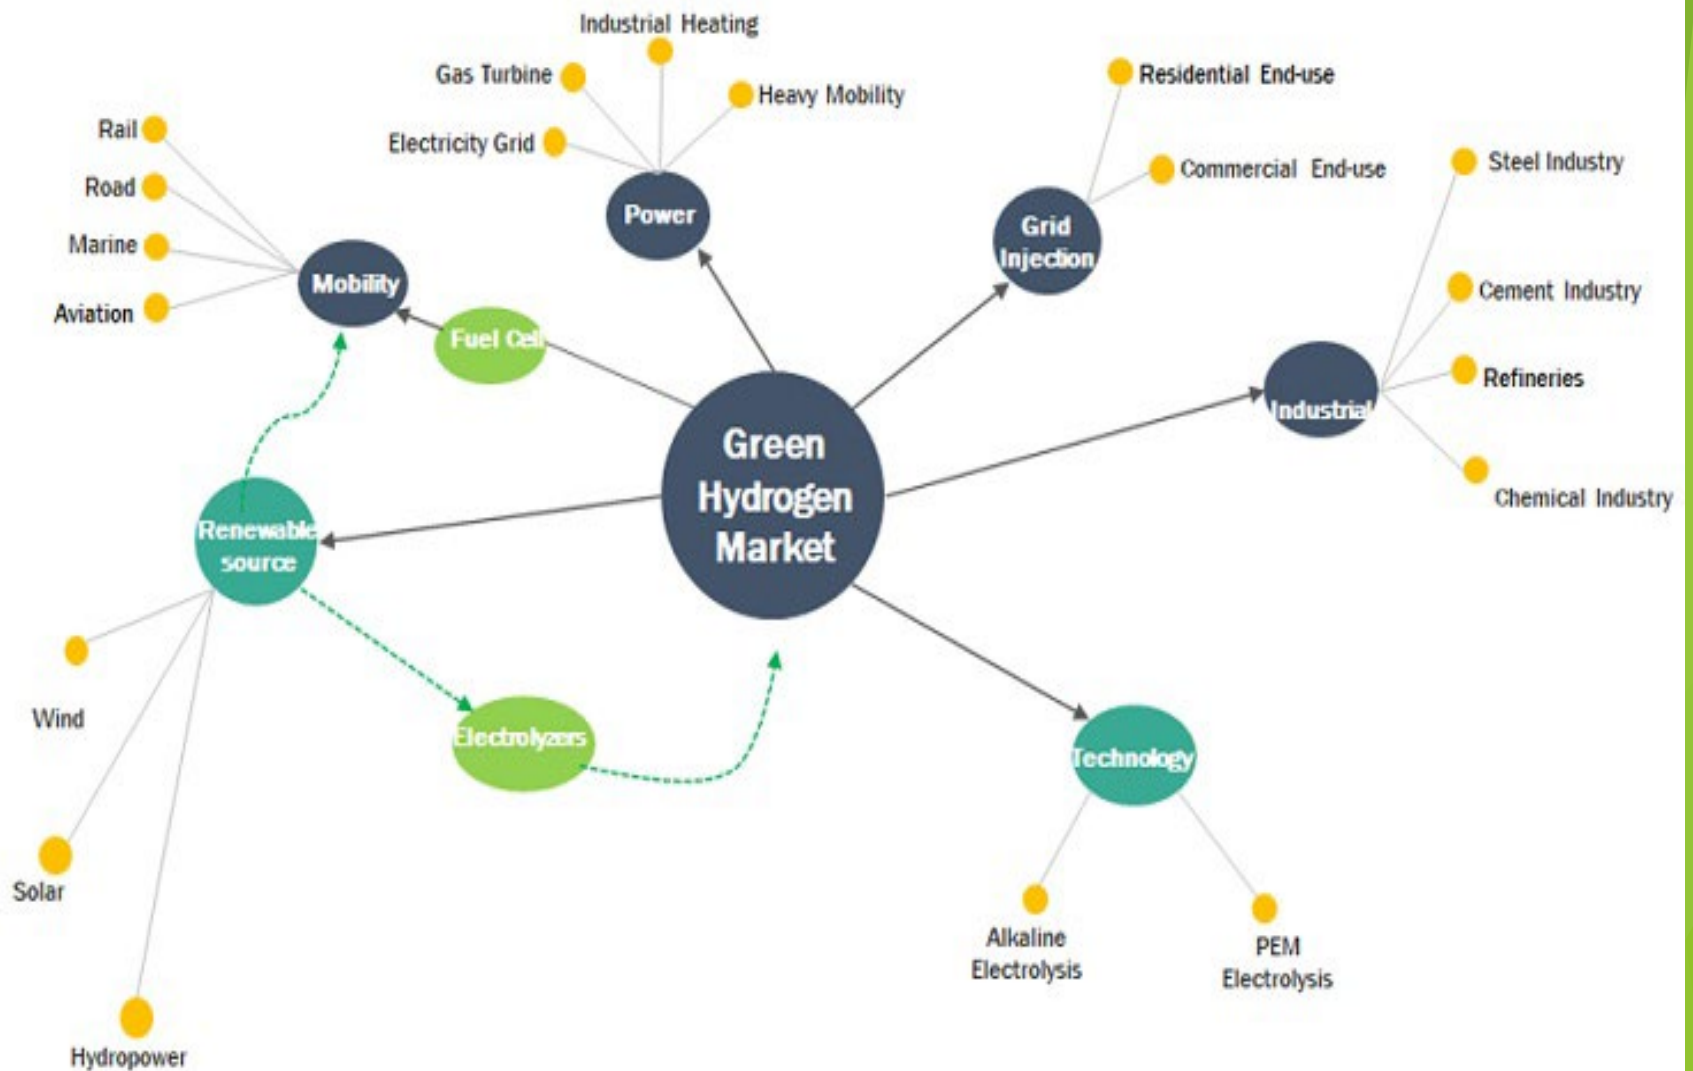 Industrial Heating
Gas Turbine
Heavy Mobility
Electricity Grid
Power
Residential End-use
Commercial End-use
Grid
Injection
Rail
Road
Marine
Aviation
Mobility
Fuel Cell
Steel Industry
Cement Industry
Refineries
Chemical Industry
Industrial
Green
Hydrogen
Market
Renewable
source
Wind
Solar
Hydropower
Electrolyzers
Technology
Alkaline
Electrolysis
PEM
Electrolysis